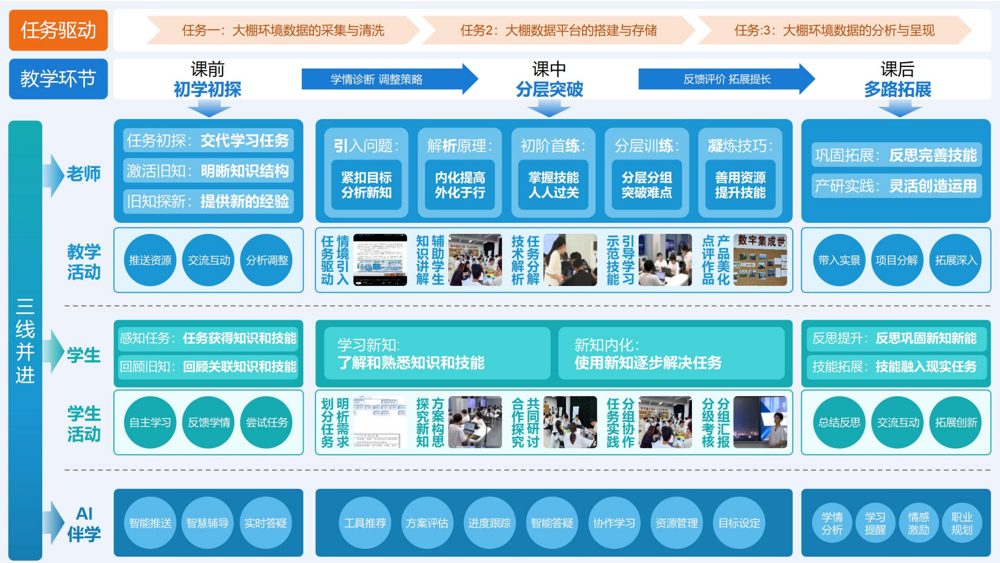 任务驱动
任务一：大棚环境数据的采集与清洗
任务2：大棚数据平台的搭建与存储
任务:3：大棚环境数据的分析与呈现
教学环节
课前
初学初探
学情诊断 调整策略
课中
分层突破
反馈评价 拓展提长
课后
多路拓展
三线并进
老师
任务初探：交代学习任务
激活旧知：明晰知识结构
旧知探新：提供新的经验
引入问题：
紧扣目标
分析新知
解析原理：
内化提高
外化于行
初阶首练：
掌握技能
人人过关
分层训练：
分层分组
突破难点
凝炼技巧：
善用资源
提升技能
巩固拓展：反思完善技能
产研实践：灵活创造运用
教学
活动
推送资源
交流互动
分析调整
任务驱动
情境引入
知识讲解
辅助学生
技术解析
任务分解
示范技能
引导学习
点评作品
产品美化
数字集成世
带入实景
项目分解
拓展深入
学生
感知任务：任务获得知识和技能
回顾旧知：回顾关联知识和技能
学习新知:
了解和熟悉知识和技能
新知内化：
使用新知逐步解决任务
反思提升：反思巩固新知新能
技能拓展：技能融入现实任务
学生
活动
自主学习
反馈学情
尝试任务
划分任务
明析需求
探究新知
方案构思
合作探究
共同研讨
任务实践
分组协作
分级考核
分组汇报
总结反思
交流互动
拓展创新
AI
伴学
智能推送
智慧辅导
实时答疑
工具推荐
方案评估
进度跟踪
智能答疑
协作学习
资源管理
目标设定
学情
分析
学习
提醒
情感
激励
职业
规划